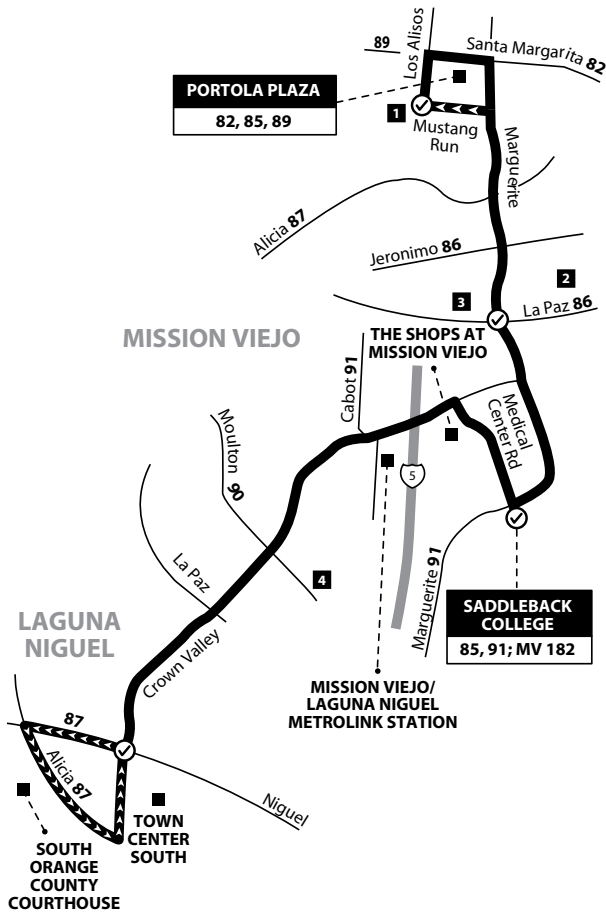 Los Alisos
89
Santa Margarita 82
PORTOLA PLAZA
82, 85, 89
1
Mustang
Run
Marguerite
Alicia 87
Jeronimo 86
2
3
La Paz 86
MISSION VIEJO
THE SHOPS AT
MISSION VIEJO
Cabot 91
Medical
Center Rd
Moulton 90
5
La Paz
4
Marguerite 91
SADDLEBACK
COLLEGE
85, 91; MV 182
LAGUNA
NIGUEL
Crown Valley
MISSION VIEJO/
LAGUNA NIGUEL
METROLINK STATION
87
Alicia 87
Niguel
TOWN
CENTER
SOUTH
SOUTH
ORANGE
COUNTY
COURTHOUSE